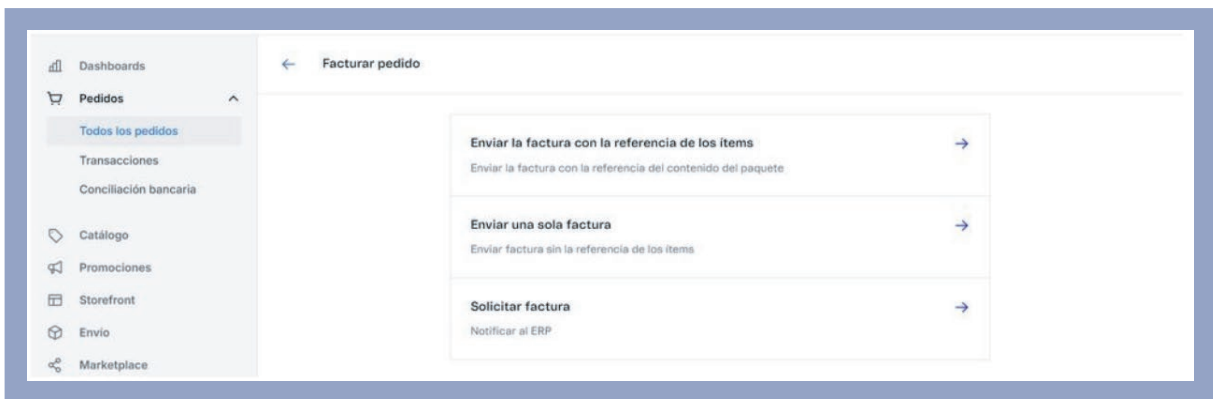 Dashboards
Pedidos
Todos los pedidos
Transacciones
Conciliación bancaria
Catálogo
Promociones
Storefront
Envío
Marketplace
Facturar pedido
Enviar la factura con la referencia de los ítems
Enviar la factura con la referencia del contenido del paquete
Enviar una sola factura
Enviar factura sin la referencia de los ítems
Solicitar factura
Notificar al ERP